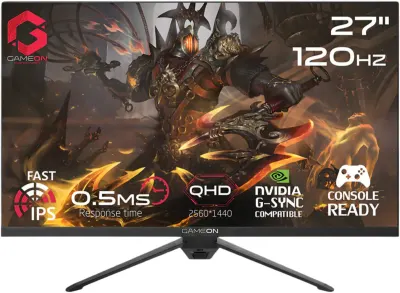 GAMEON
27"
120HZ
FAST
IPS
0.5MS
Response time
QHD
2560*1440
NVIDIA
G-SYNC
COMPATIBLE
CONSOLE
READY
GAMEON